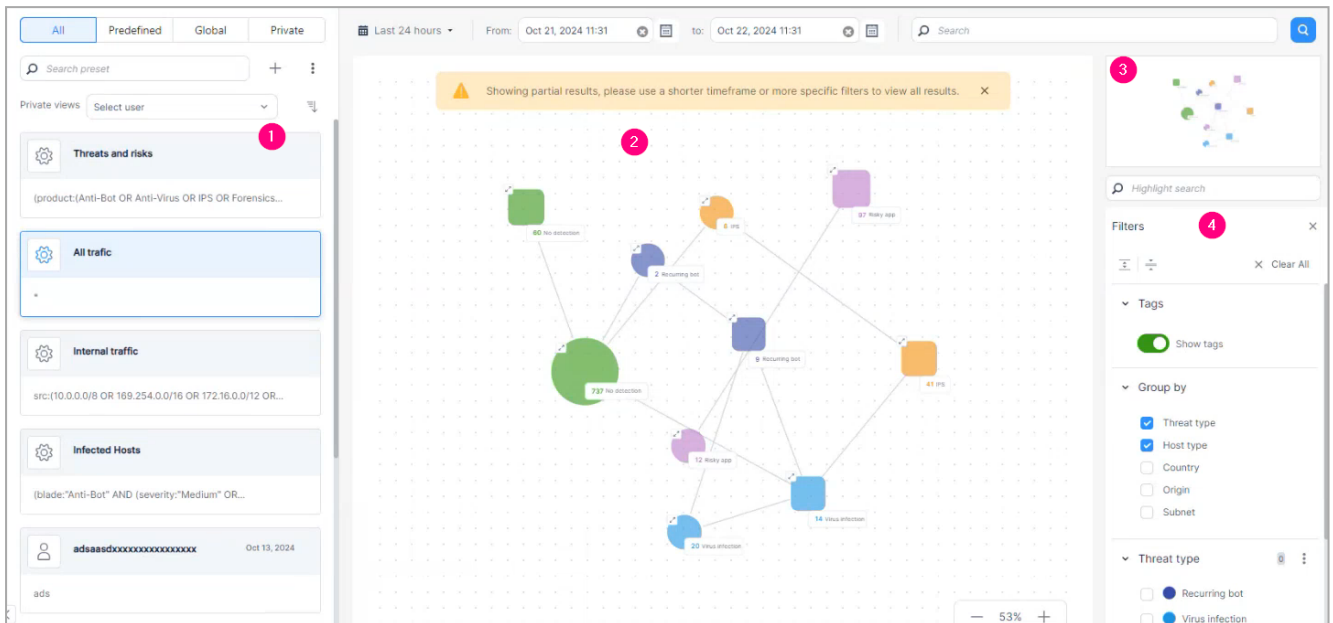 All Predefined Global Private
Last 24 hours From: Oct 21, 2024 11:31 to: Oct 22, 2024 11:31 Search
Search preset
Private views Select user
1
Threats and risks
(product:(Anti-Bot OR Anti-Virus OR IPS OR Forensics...
All trafic
*
Internal traffic
src:(10.0.0.0/8 OR 169.254.0.0/16 OR 172.16.0.0/12 OR...
Infected Hosts
(blade:"Anti-Bot" AND (severity:"Medium" OR...
adsaasdxxxxxxxxxxxxxxxx Oct 13, 2024
ads
Showing partial results, please use a shorter timeframe or more specific filters to view all results.
2
60 No detection
6 IPS
97 Risky app
2 Recurring bot
9 Recurring bot
737 No detection
41 IPS
12 Risky app
14 Virus infection
20 Virus infection
53%
3
Highlight search
Filters 4
Clear All
Tags
Show tags
Group by
Threat type
Host type
Country
Origin
Subnet
Threat type 0
Recurring bot
Virus infection